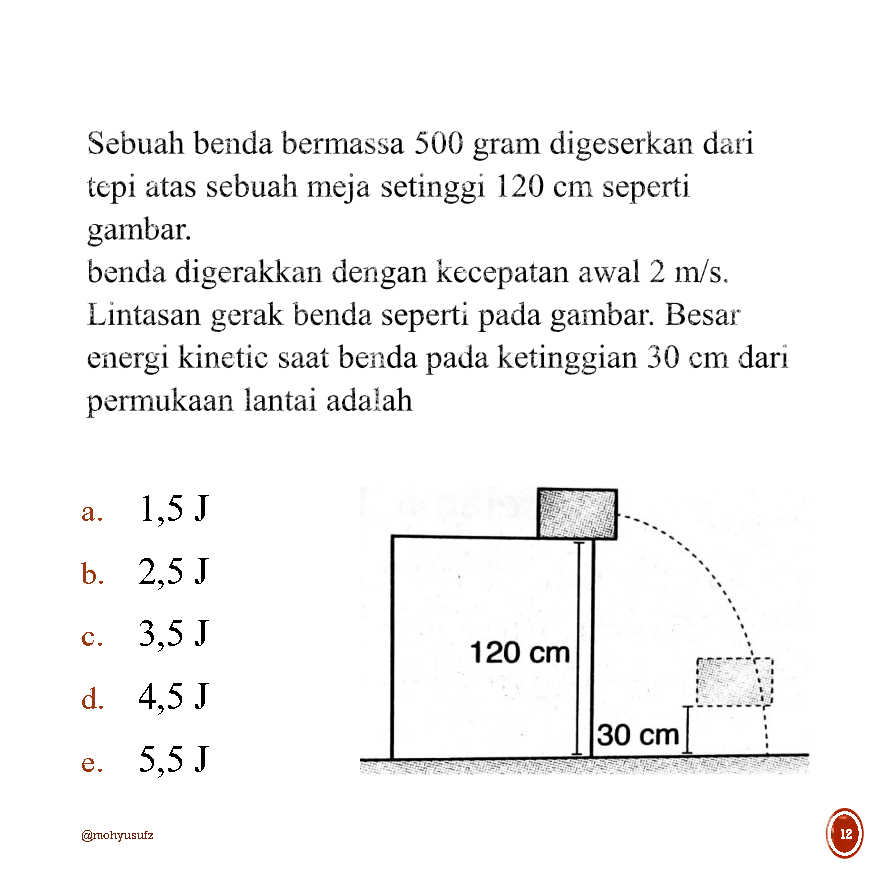 Sebuah benda bermassa 500 gram digeserkan dari
tepi atas sebuah meja setinggi 120 cm seperti
gambar.
benda digerakkan dengan kecepatan awal 2 m/s.
Lintasan gerak benda seperti pada gambar. Besar
energi kinetic saat benda pada ketinggian 30 cm dari
permukaan lantai adalah
a. 1,5 J
b. 2,5 J
c. 3,5 J
d. 4,5 J
e. 5,5 J
120 cm
30 cm
@mohyusufz
12